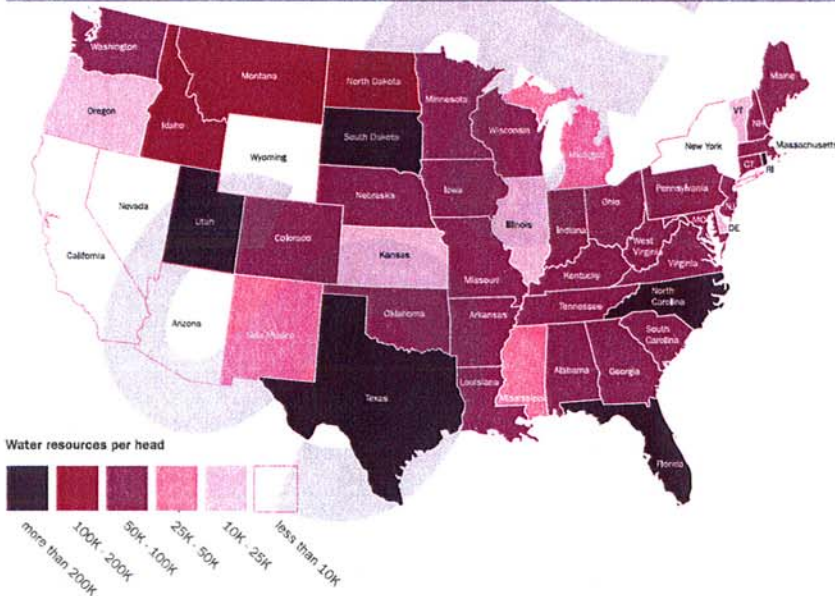 Washington
Montana
North Dakota
Minnesota
Maine
Oregon
Idaho
South Dakota
Wisconsin
Michigan
VT
NH
New York
Massachusetts
CT
RI
Wyoming
Nebraska
Iowa
Illinois
Indiana
Ohio
Pennsylvania
NJ
MD
DE
Nevada
Utah
Colorado
Kansas
Missouri
Kentucky
West
Virginia
Virginia
California
Arizona
New Mexico
Oklahoma
Arkansas
Tennessee
North
Carolina
South
Carolina
Texas
Louisiana
Mississippi
Alabama
Georgia
Florida
Water resources per head
more than 200K
100K - 200K
50K - 100K
25K - 50K
10K - 25K
less than 10K